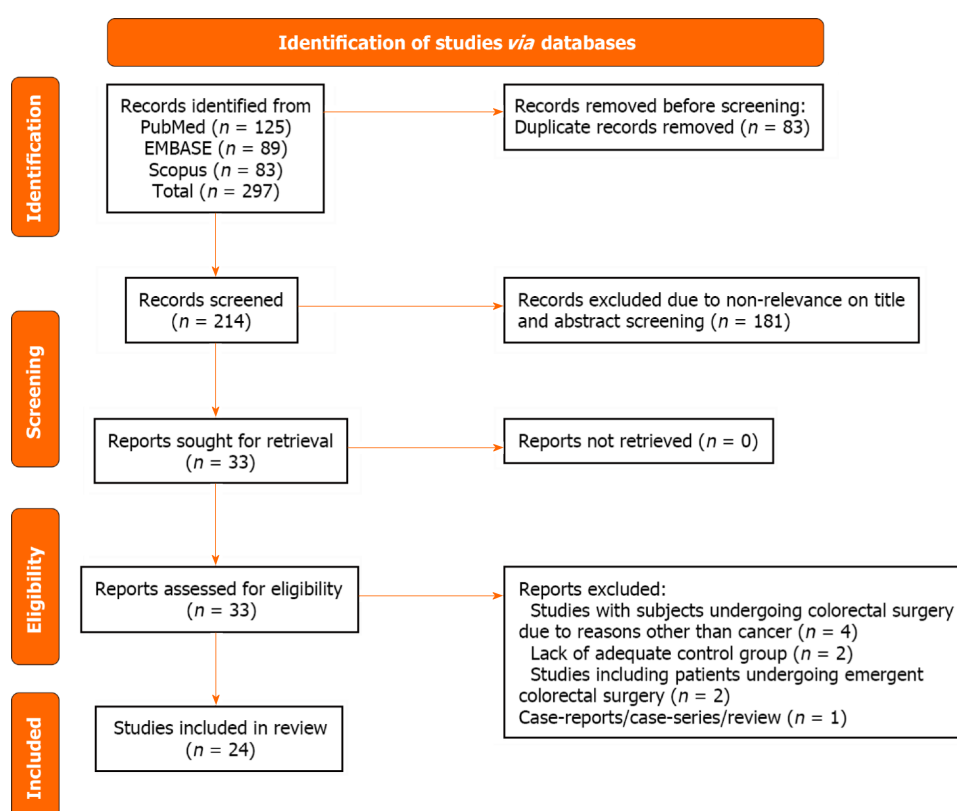 Identification of studies via databases
Identification
Records identified from
PubMed (n = 125)
EMBASE (n = 89)
Scopus (n = 83)
Total (n = 297)
Records removed before screening:
Duplicate records removed (n = 83)
Screening
Records screened
(n = 214)
Records excluded due to non-relevance on title
and abstract screening (n = 181)
Reports sought for retrieval
(n = 33)
Reports not retrieved (n = 0)
Eligibility
Reports assessed for eligibility
(n = 33)
Reports excluded:
Studies with subjects undergoing colorectal surgery
due to reasons other than cancer (n = 4)
Lack of adequate control group (n = 2)
Studies including patients undergoing emergent
colorectal surgery (n = 2)
Case-reports/case-series/review (n = 1)
Included
Studies included in review
(n = 24)